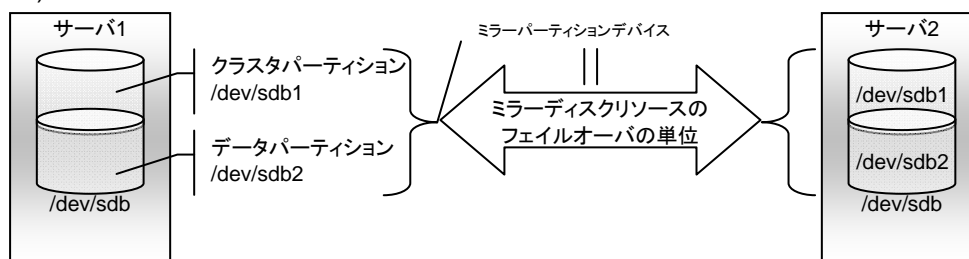 サーバ1
/dev/sdb
クラスタパーティション
/dev/sdb1
データパーティション
/dev/sdb2
ミラーパーティションデバイス
ミラーディスクリソースの
フェイルオーバの単位
サーバ2
/dev/sdb1
/dev/sdb2
/dev/sdb